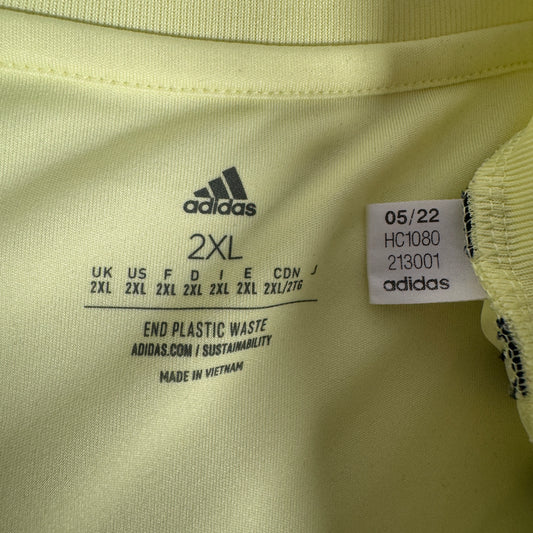 adidas
2XL
UK US F D I E CDN J
2XL 2XL 2XL 2XL 2XL 2XL 2XL/2TG
END PLASTIC WASTE
ADIDAS.COM / SUSTAINABILITY
MADE IN VIETNAM
05/22
HC1080
213001
adidas